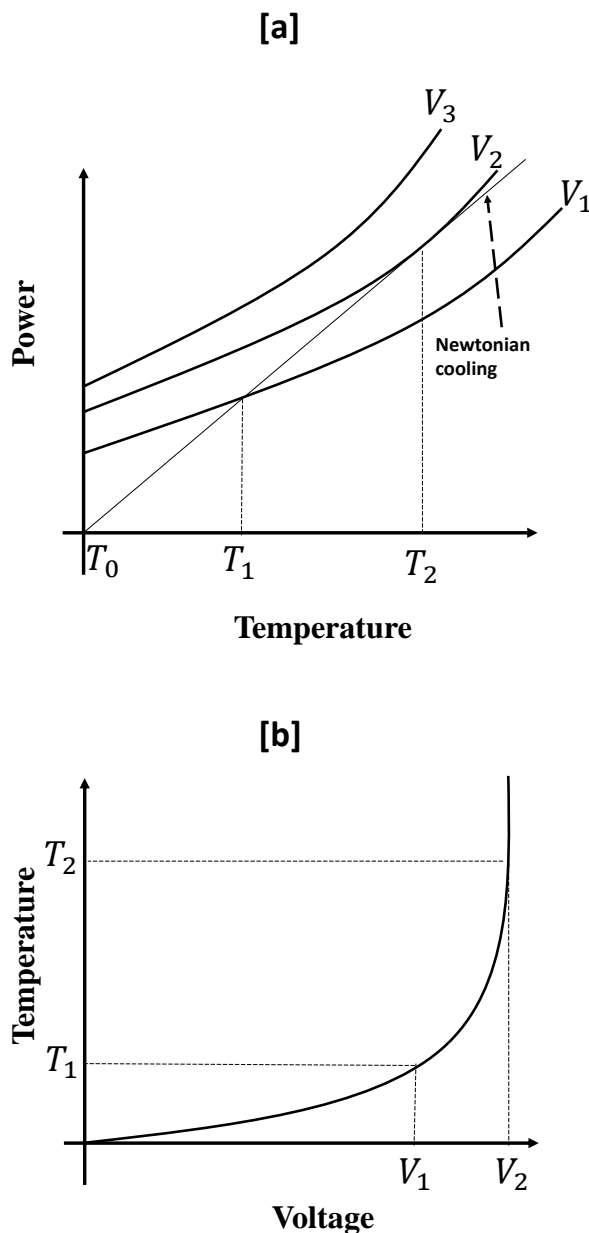 [a]
V₃
V₂
V₁
Power
Newtonian
cooling
T₀
T₁
T₂
Temperature
[b]
T₂
Temperature
T₁
V₁
V₂
Voltage